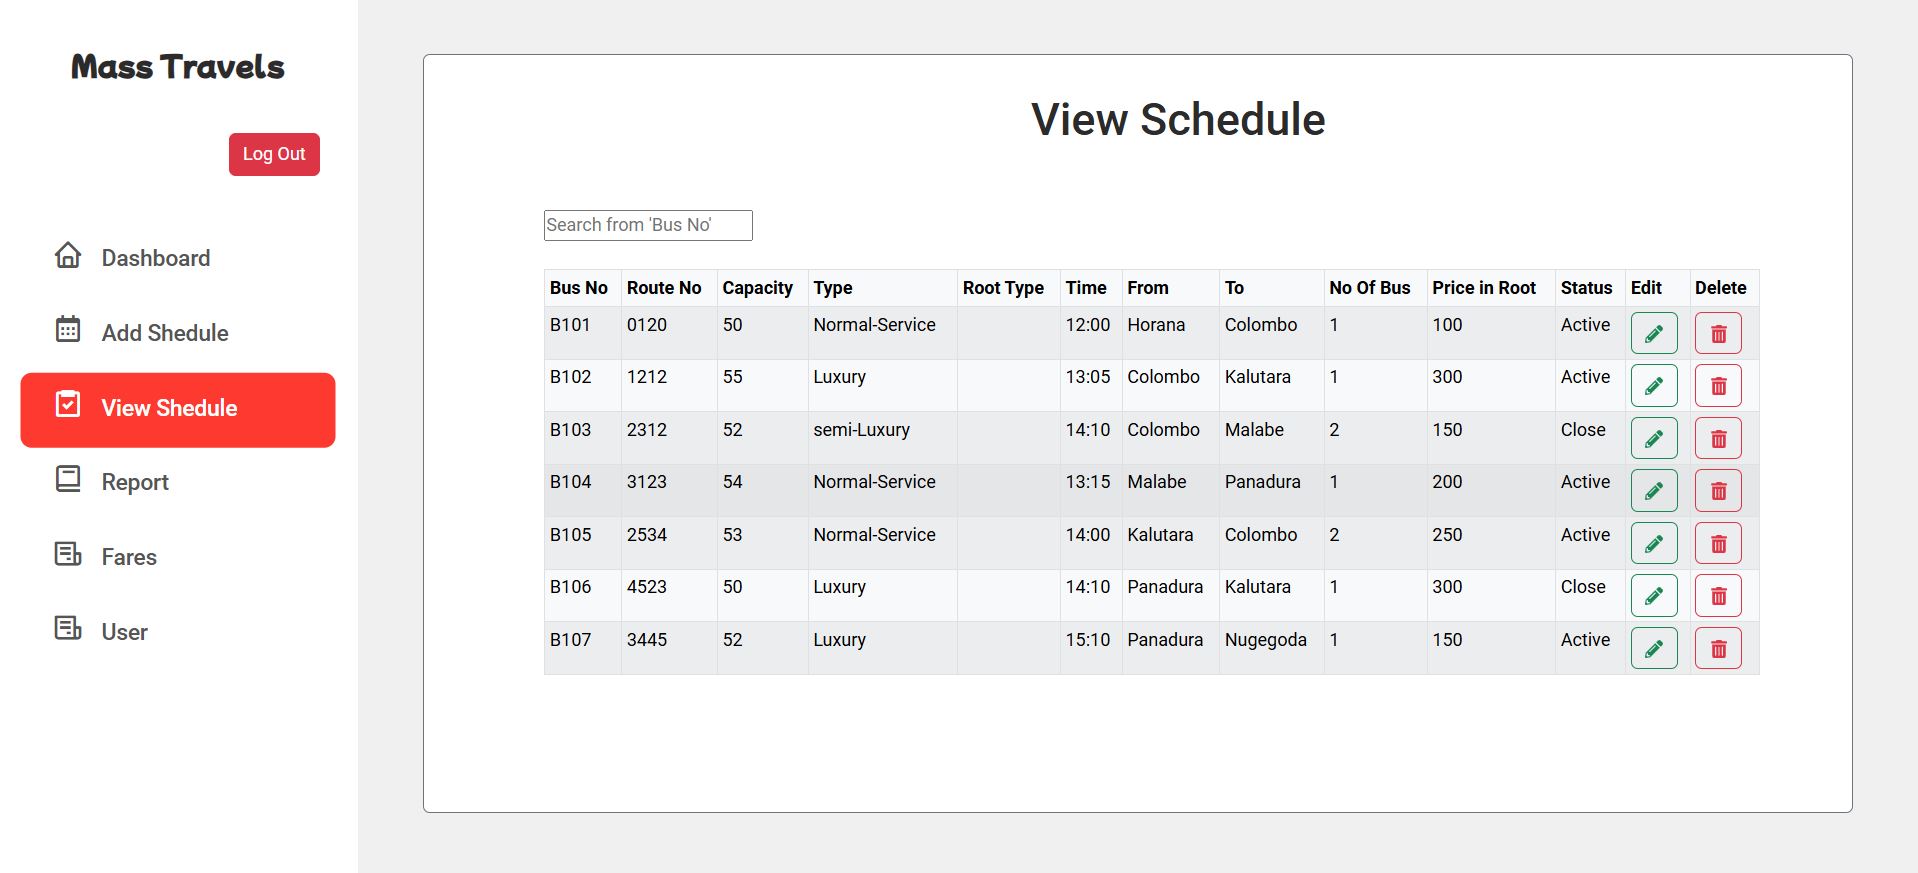 Mass Travels
Log Out
Dashboard
Add Shedule
View Shedule
Report
Fares
User
View Schedule
Search from 'Bus No'
Bus No Route No Capacity Type Root Type Time From To No Of Bus Price in Root Status Edit Delete
B101 0120 50 Normal-Service 12:00 Horana Colombo 1 100 Active
B102 1212 55 Luxury 13:05 Colombo Kalutara 1 300 Active
B103 2312 52 semi-Luxury 14:10 Colombo Malabe 2 150 Close
B104 3123 54 Normal-Service 13:15 Malabe Panadura 1 200 Active
B105 2534 53 Normal-Service 14:00 Kalutara Colombo 2 250 Active
B106 4523 50 Luxury 14:10 Panadura Kalutara 1 300 Close
B107 3445 52 Luxury 15:10 Panadura Nugegoda 1 150 Active